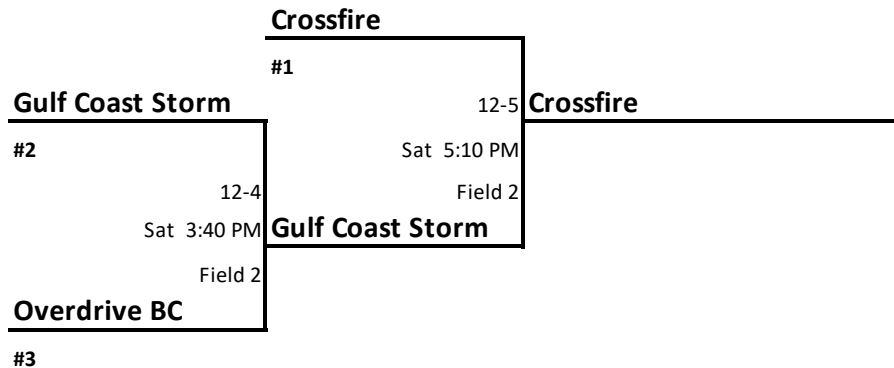 Crossfire
#1
Gulf Coast Storm
12-5 Crossfire
#2
Sat 5:10 PM
12-4
Field 2
Sat 3:40 PM Gulf Coast Storm
Field 2
Overdrive BC
#3